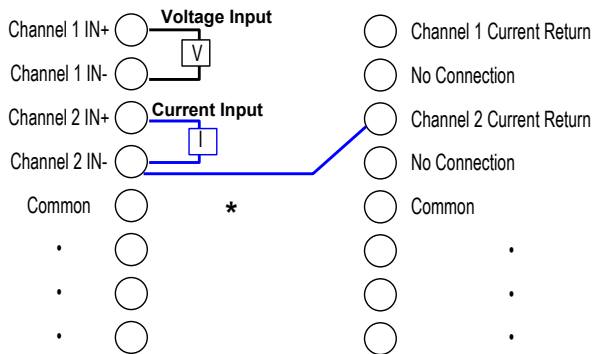 Voltage Input
Channel 1 IN+
V
Channel 1 Current Return
Channel 1 IN-
No Connection
Current Input
Channel 2 IN+
I
Channel 2 Current Return
Channel 2 IN-
No Connection
Common
*
Common
•
•
•
•
•
•